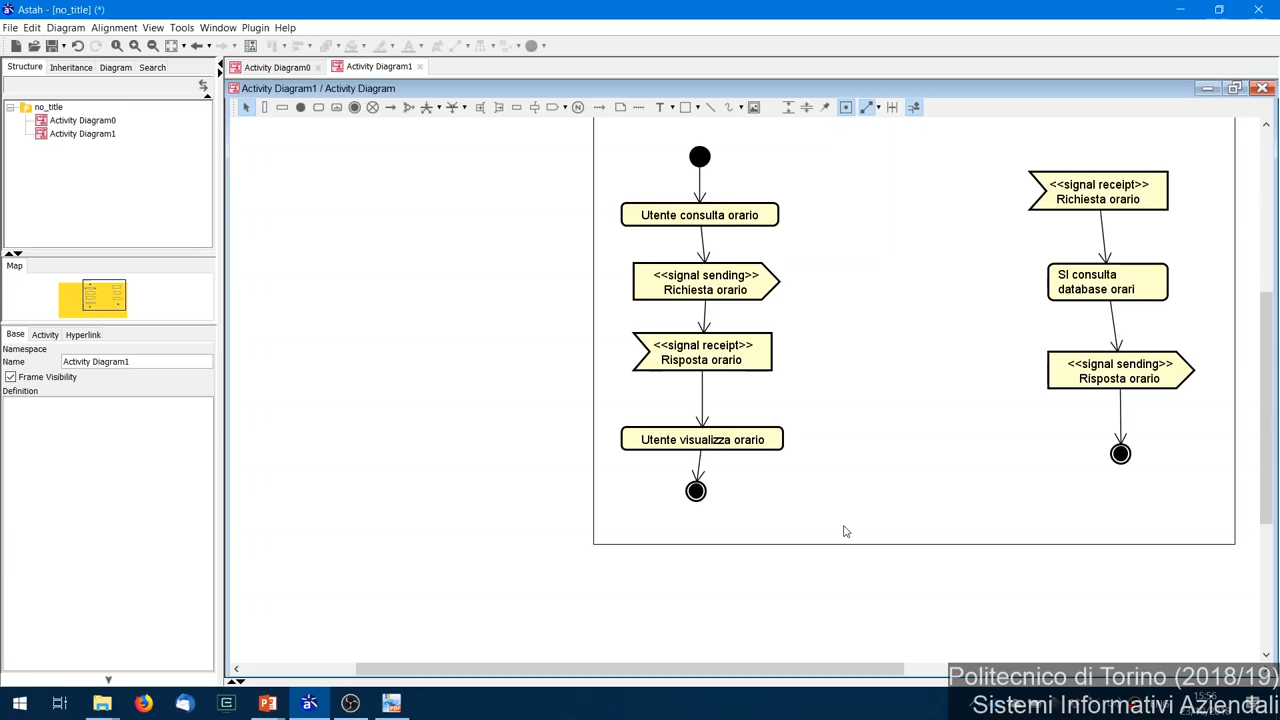 Astah - [no_title] (*)
File Edit Diagram Alignment View Tools Window Plugin Help
Structure Inheritance Diagram Search
Activity Diagram0 Activity Diagram1
Activity Diagram1 / Activity Diagram
no_title
Activity Diagram0
Activity Diagram1
Map
Base Activity Hyperlink
Namespace
Name Activity Diagram1
Frame Visibility
Definition
Utente consulta orario
<<signal sending>>
Richiesta orario
<<signal receipt>>
Risposta orario
Utente visualizza orario
<<signal receipt>>
Richiesta orario
SI consulta
database orari
<<signal sending>>
Risposta orario
Politecnico di Torino (2018/19)
Sistemi Informativi Aziendali